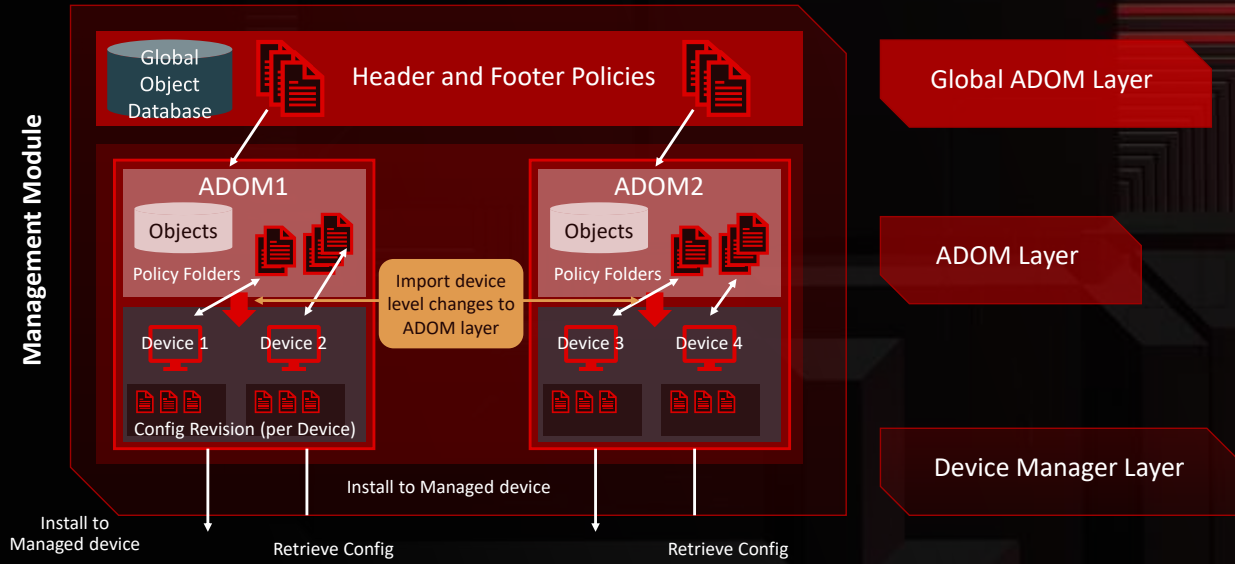 Management Module
Global
Object
Database
Header and Footer Policies
Global ADOM Layer
ADOM1
Objects
Policy Folders
ADOM2
Objects
Policy Folders
ADOM Layer
Import device
level changes to
ADOM layer
Device 1
Device 2
Config Revision (per Device)
Device 3
Device 4
Device Manager Layer
Install to Managed device
Install to
Managed device
Retrieve Config
Retrieve Config